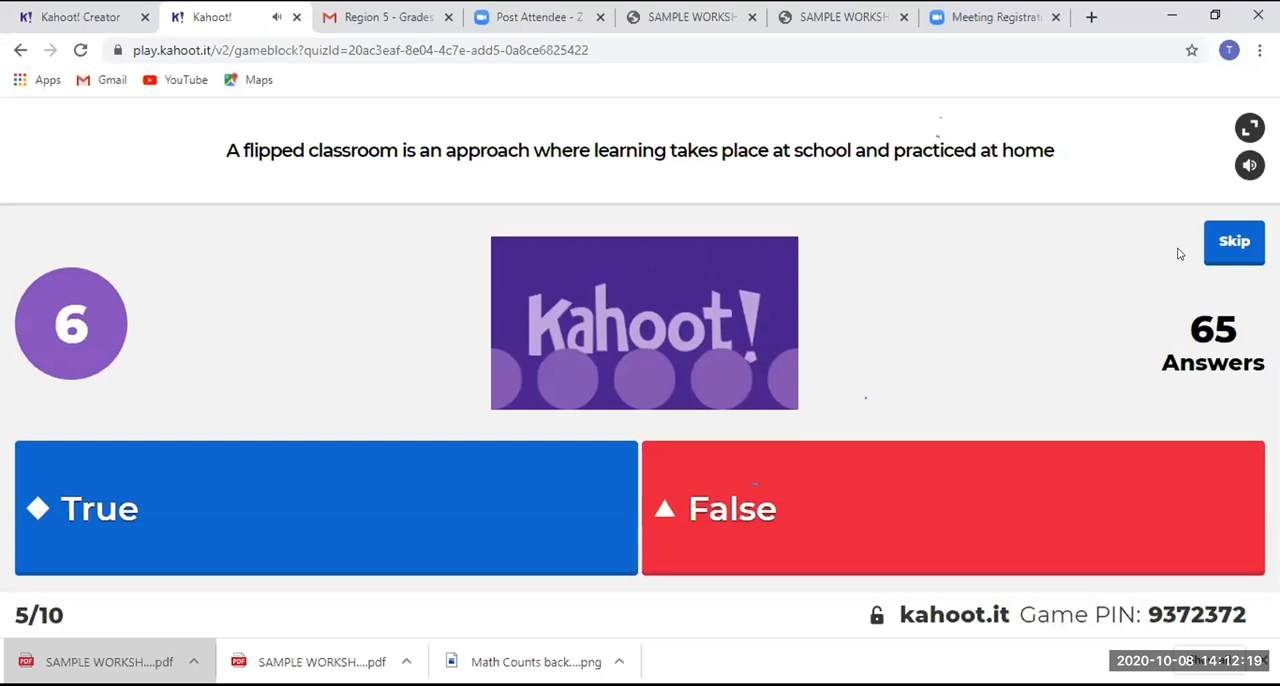 Kahoot! Creator
Kahoot!
Region 5 - Grades
Post Attendee - Z
SAMPLE WORKSH
SAMPLE WORKSH
Meeting Registrat
play.kahoot.it/v2/gameblock?quizId=20ac3eaf-8e04-4c7e-add5-0a8ce6825422
T
Apps
Gmail
YouTube
Maps
A flipped classroom is an approach where learning takes place at school and practiced at home
Skip
6
Kahoot!
65
Answers
True
False
5/10
kahoot.it Game PIN: 9372372
SAMPLE WORKSH....pdf
SAMPLE WORKSH....pdf
Math Counts back....png
2020-10-08 14:12:19